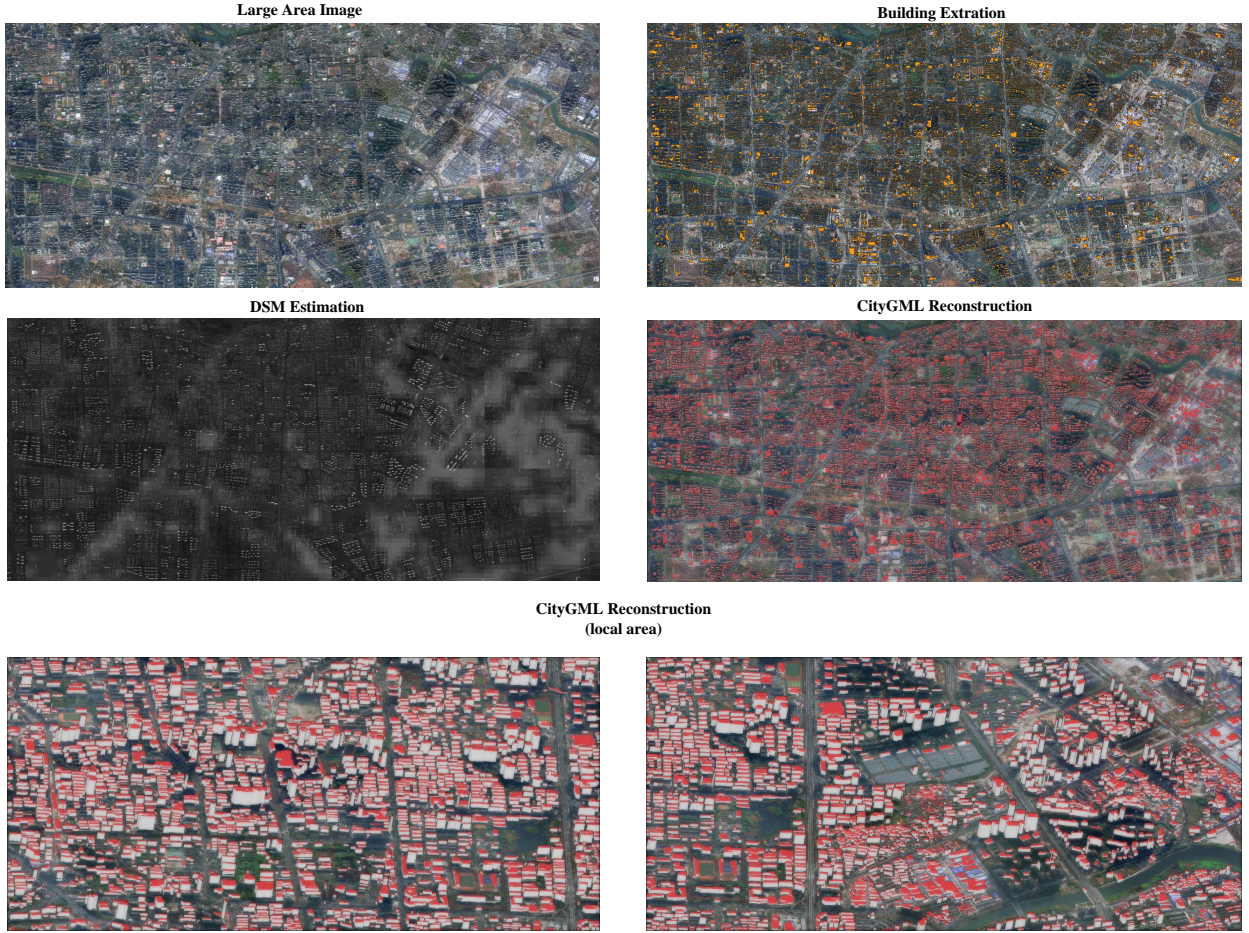 Large Area Image
Building Extration
DSM Estimation
CityGML Reconstruction
CityGML Reconstruction
(local area)